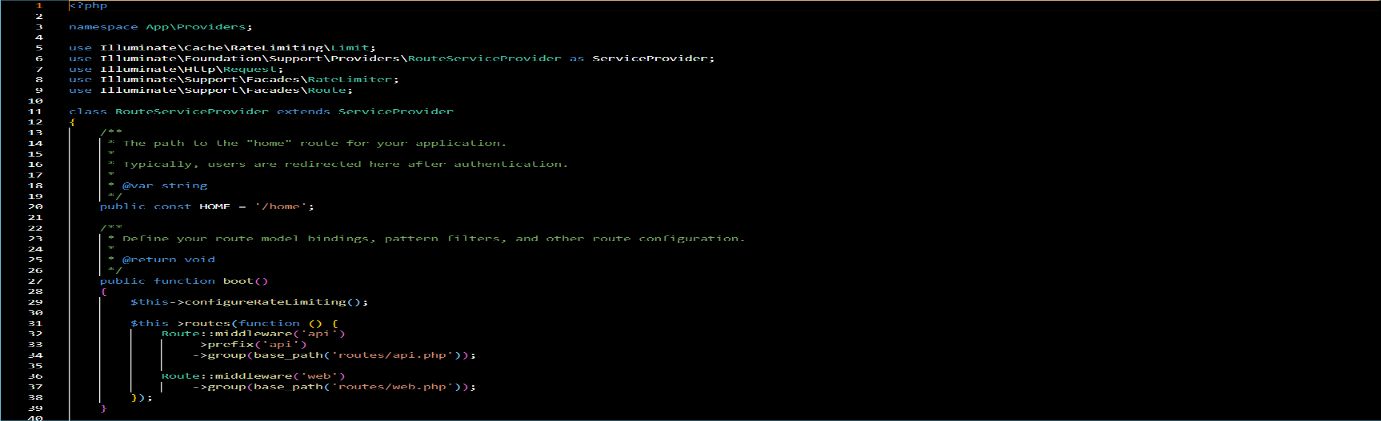 1 <?php
2
3 namespace App\Providers;
4
5 use Illuminate\Cache\RateLimiting\Limit;
6 use Illuminate\Foundation\Support\Providers\RouteServiceProvider as ServiceProvider;
7 use Illuminate\Http\Request;
8 use Illuminate\Support\Facades\RateLimiter;
9 use Illuminate\Support\Facades\Route;
10
11 class RouteServiceProvider extends ServiceProvider
12 {
13 /**
14 * The path to the "home" route for your application.
15 *
16 * Typically, users are redirected here after authentication.
17 *
18 * @var string
19 */
20 public const HOME = '/home';
21
22 /**
23 * Define your route model bindings, pattern filters, and other route configuration.
24 *
25 * @return void
26 */
27 public function boot()
28 {
29 $this->configureRateLimiting();
30
31 $this->routes(function () {
32 Route::middleware('api')
33 ->prefix('api')
34 ->group(base_path('routes/api.php'));
35
36 Route::middleware('web')
37 ->group(base_path('routes/web.php'));
38 });
39 }
40